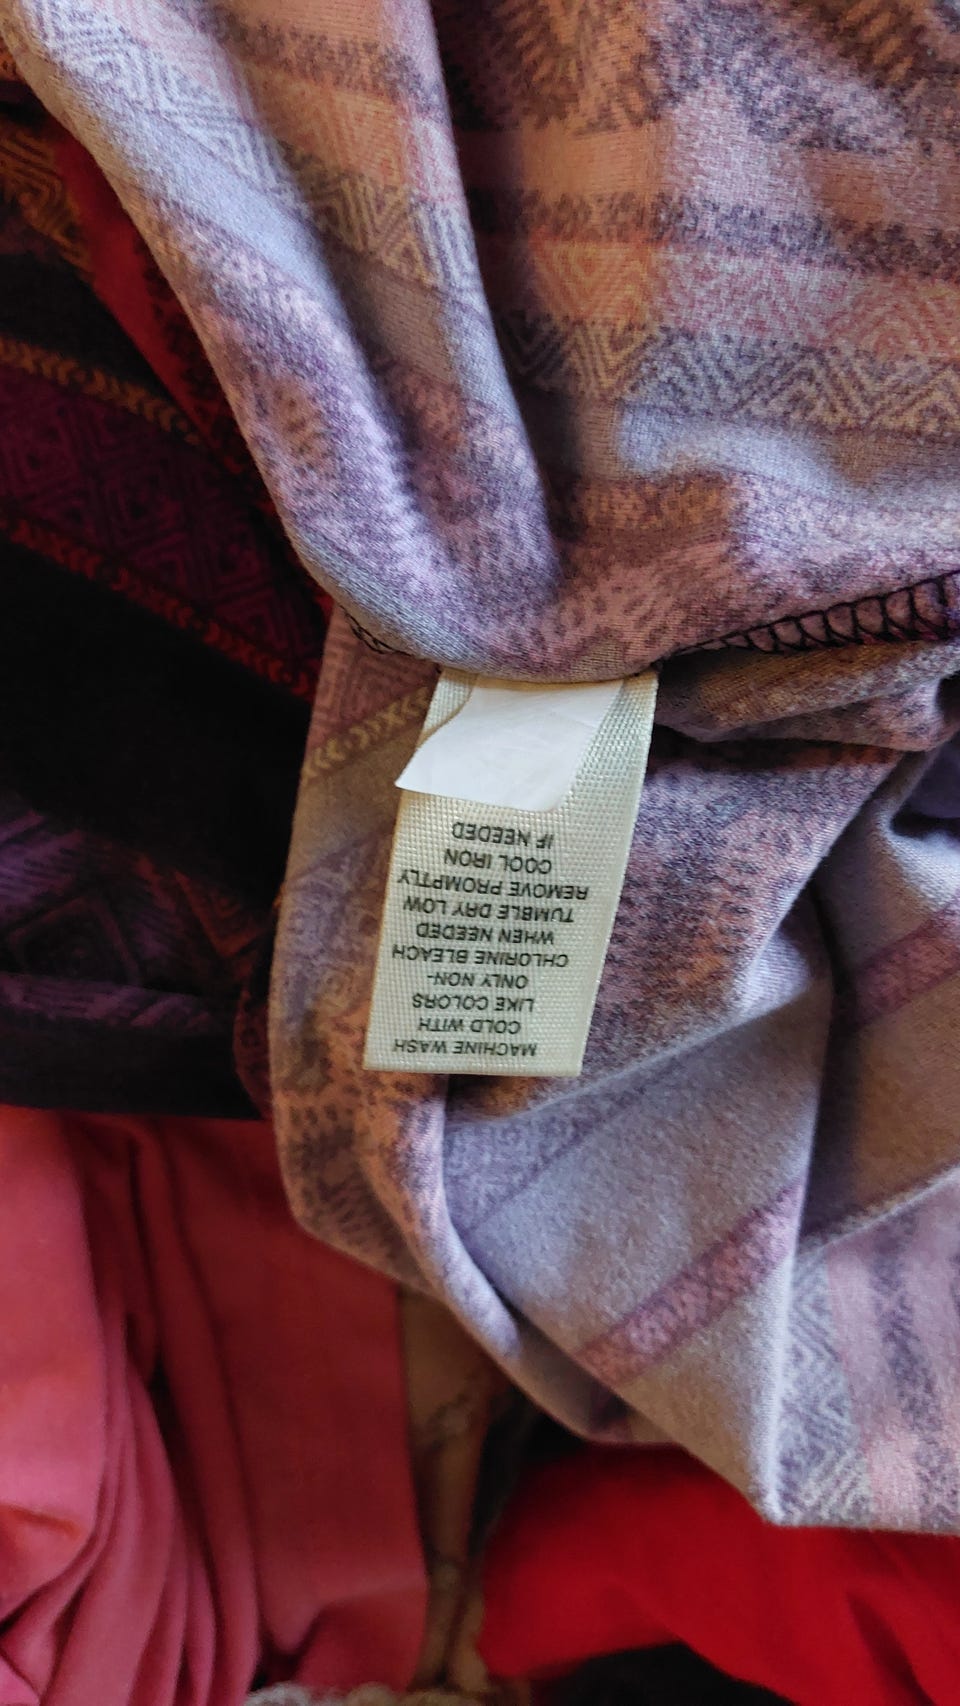 MACHINE WASH
COLD WITH
LIKE COLORS
ONLY NON-
CHLORINE BLEACH
WHEN NEEDED
TUMBLE DRY LOW
REMOVE PROMPTLY
COOL IRON
IF NEEDED